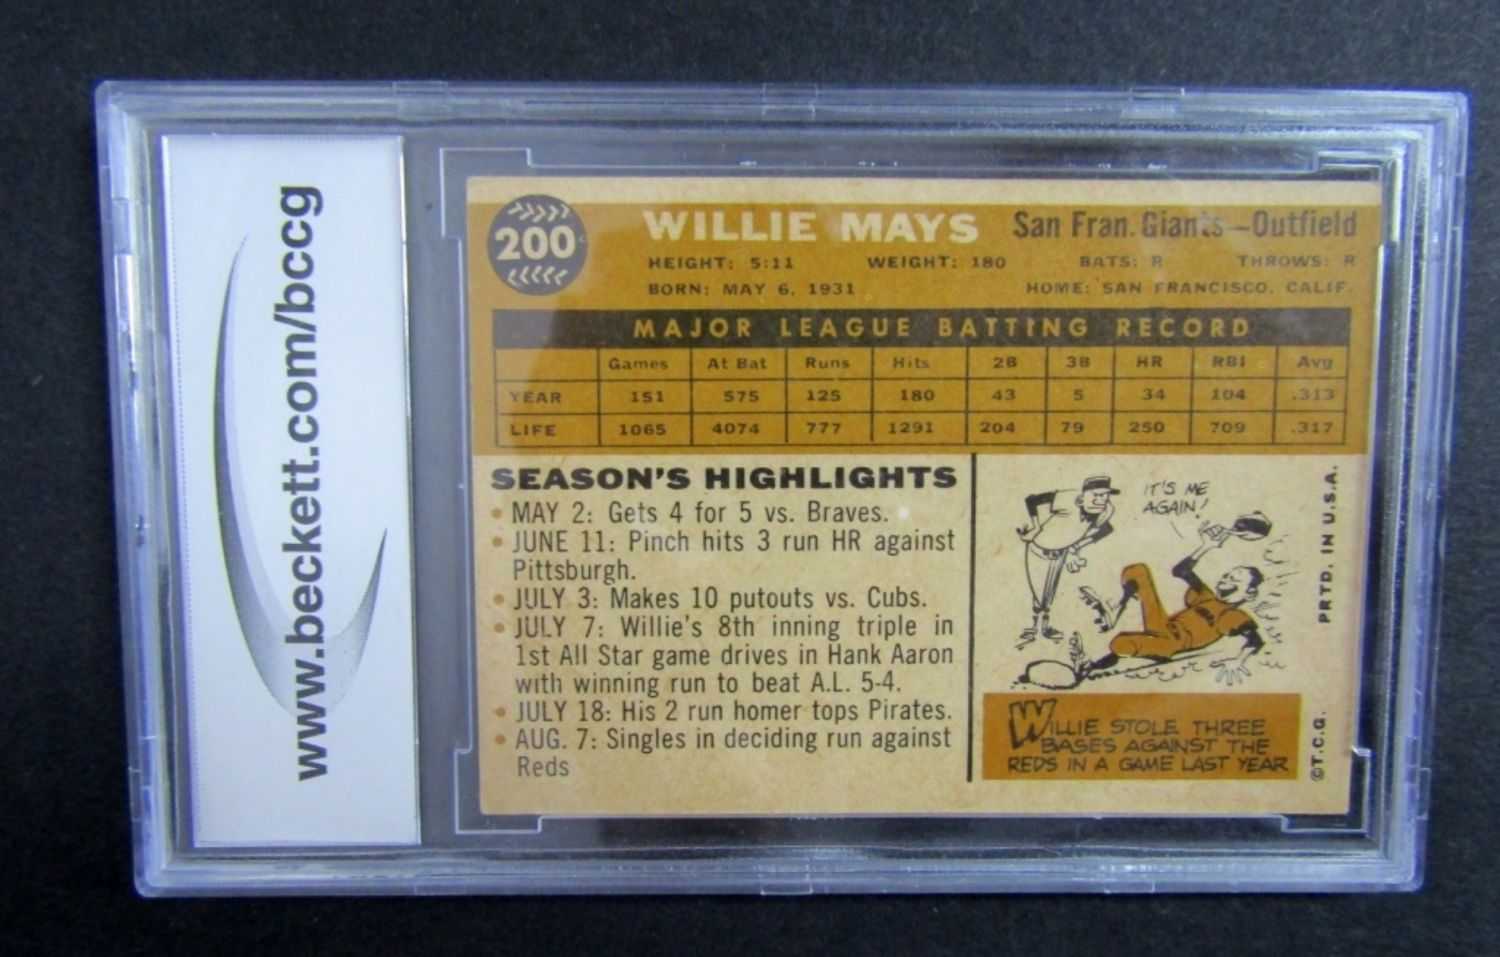 www.beckett.com/bccg
200
WILLIE MAYS San Fran. Giants—Outfield
HEIGHT: 5:11 WEIGHT: 180 BATS: R THROWS: R
BORN: MAY 6, 1931 HOME: SAN FRANCISCO, CALIF.
MAJOR LEAGUE BATTING RECORD
Games At Bat Runs Hits 2B 3B HR RBI Avg
YEAR 151 575 125 180 43 5 34 104 .313
LIFE 1065 4074 777 1291 204 79 250 709 .317
SEASON'S HIGHLIGHTS
• MAY 2: Gets 4 for 5 vs. Braves.
• JUNE 11: Pinch hits 3 run HR against
Pittsburgh.
• JULY 3: Makes 10 putouts vs. Cubs.
• JULY 7: Willie's 8th inning triple in
1st All Star game drives in Hank Aaron
with winning run to beat A.L. 5-4.
• JULY 18: His 2 run homer tops Pirates.
• AUG. 7: Singles in deciding run against
Reds
IT'S ME
AGAIN!
WILLIE STOLE THREE
BASES AGAINST THE
REDS IN A GAME LAST YEAR
©T.C.G. PRTD. IN U.S.A.